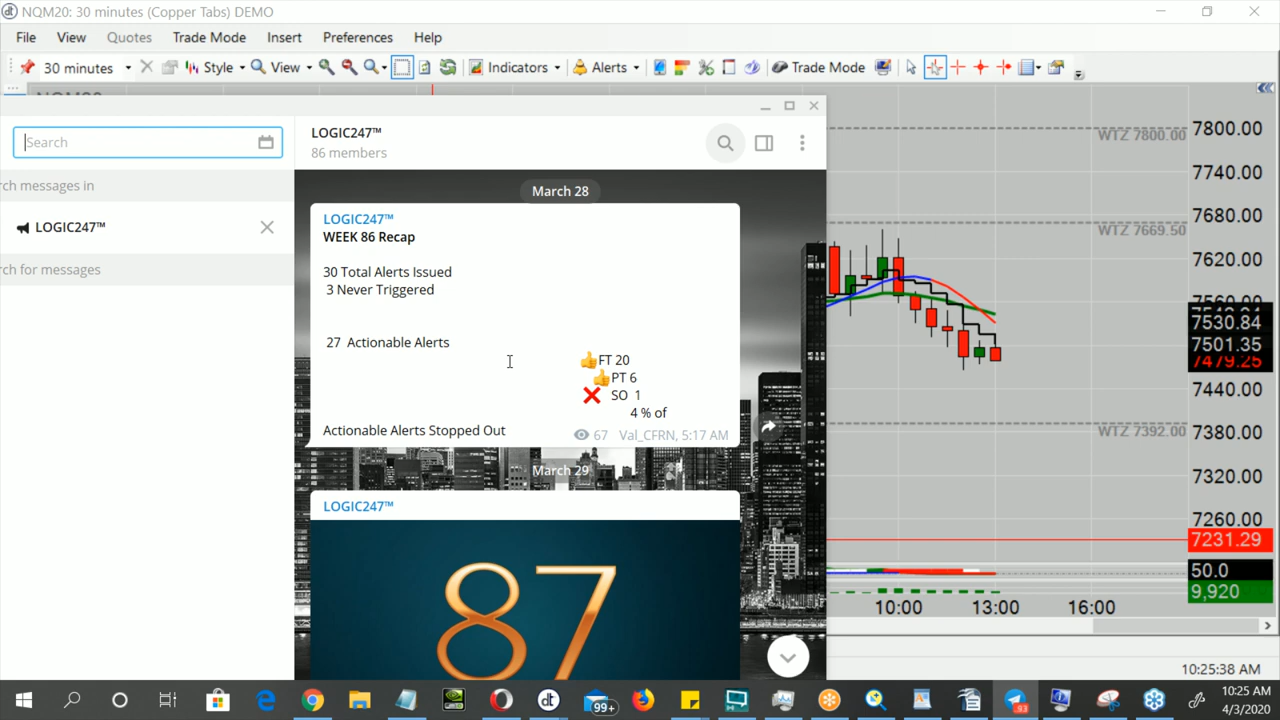 NQM20: 30 minutes (Copper Tabs) DEMO
File View Quotes Trade Mode Insert Preferences Help
30 minutes Style View Indicators Alerts Trade Mode
Search
LOGIC247™
86 members
rch messages in
LOGIC247™
rch for messages
March 28
LOGIC247™
WEEK 86 Recap
30 Total Alerts Issued
3 Never Triggered
27 Actionable Alerts
FT 20
PT 6
SO 1
4 % of
Actionable Alerts Stopped Out
67 Val_CFRN, 5:17 AM
March 29
LOGIC247™
87
WTZ 7800.00
WTZ 7669.50
WTZ 7392.00
7800.00
7740.00
7680.00
7620.00
7560.00
7530.84
7501.35
7479.25
7440.00
7380.00
7320.00
7260.00
7231.29
50.0
9,920
10:00 13:00 16:00
10:25:38 AM
99+
93
10:25 AM
4/3/2020